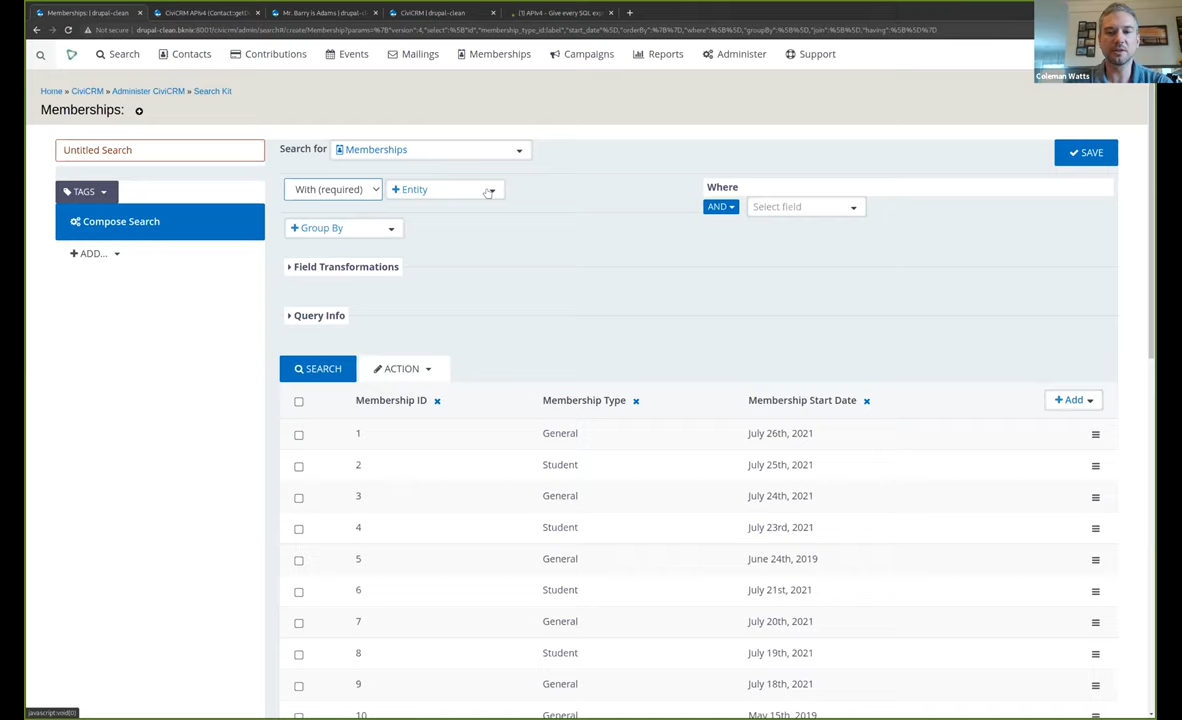 Memberships: | drupal-clean
CiviCRM APIv4 (Contact::getD
Mr. Barry is Adams | drupal-c
CiviCRM | drupal-clean
APIv4 - Give every SQL exp
Not secure | drupal-clean.bknix:8001/civicrm/admin/search#/create/Membership?params=%7B"version":4,"select":%5B"id","membership_type_id:label","start_date"%5D,"orderBy":%7B%7D,"where":%5B%5D,"groupBy":%5B%5D,"join":%5B%5D,"having":%5B%5D%7D
Search Contacts Contributions Events Mailings Memberships Campaigns Reports Administer Support
Coleman Watts
Home » CiviCRM » Administer CiviCRM » Search Kit
Memberships:
Untitled Search
Search for Memberships
SAVE
TAGS
With (required) + Entity
Where
AND Select field
Compose Search
+ Group By
+ ADD...
Field Transformations
Query Info
SEARCH ACTION
Membership ID Membership Type Membership Start Date + Add
1 General July 26th, 2021
2 Student July 25th, 2021
3 General July 24th, 2021
4 Student July 23rd, 2021
5 General June 24th, 2019
6 Student July 21st, 2021
7 General July 20th, 2021
8 Student July 19th, 2021
9 General July 18th, 2021
10 General May 15th, 2019
javascript:void(0)